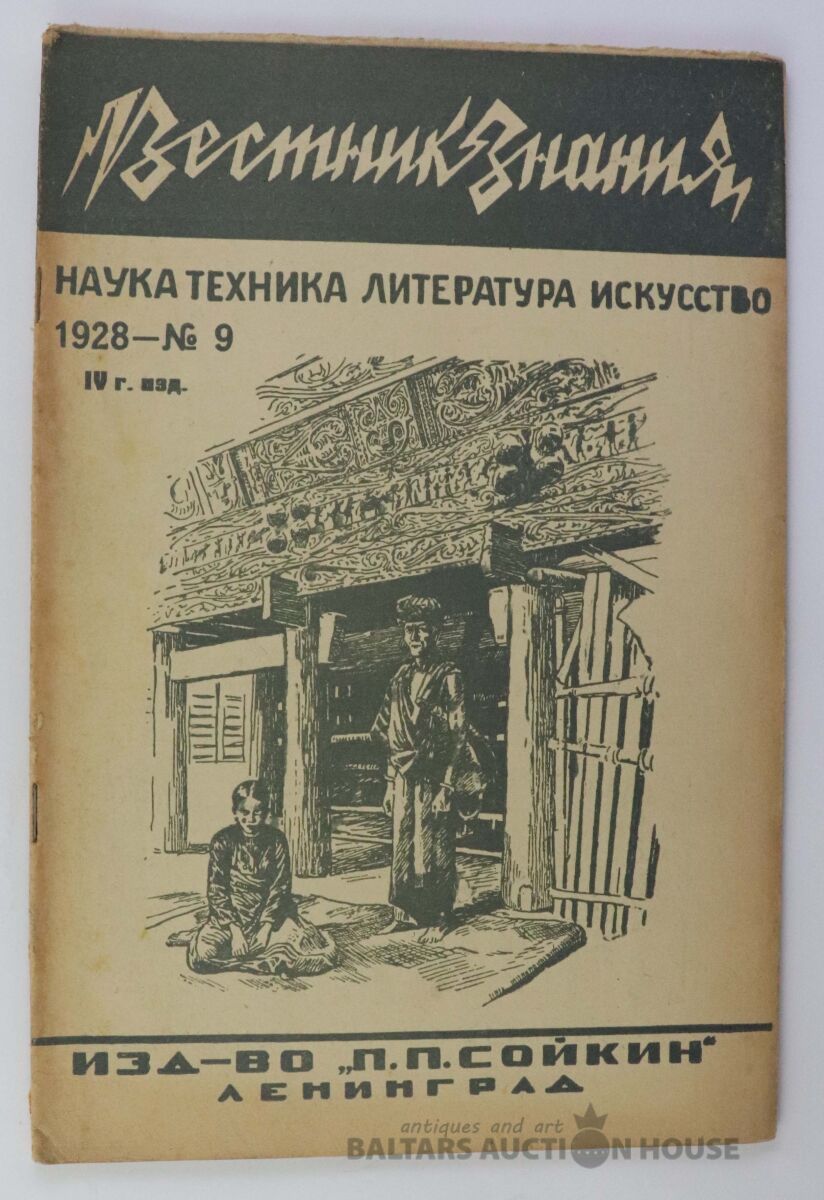 Вестник Знания
НАУКА ТЕХНИКА ЛИТЕРАТУРА ИСКУССТВО
1928—№ 9
IV г. изд.
ИЗД-ВО „П.П.СОЙКИН“
ЛЕНИНГРАД
antiques and art
BALTARS AUCTION HOUSE